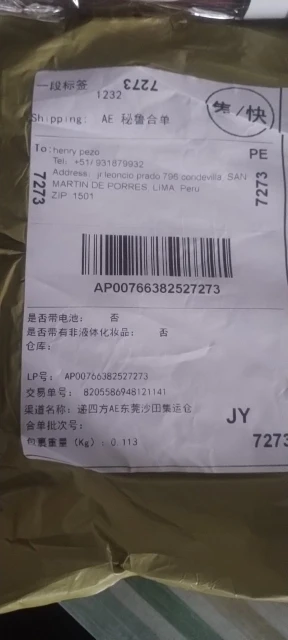 一段标签
7273
1232
售/快
Shipping: AE 秘鲁合单
To: henry pezo
Tel: +51/ 931879932
Address: jr leoncio prado 796 condevilla, SAN
MARTIN DE PORRES, LIMA, Peru
ZIP: 1501
PE
7273
7273
AP00766382527273
是否带电池: 否
是否带有非液体化妆品: 否
仓库:
LP号: AP00766382527273
交易单号: 8205586948121141
渠道名称: 递四方AE东莞沙田集运仓
合单批次号:
包裹重量 (Kg): 0.113
JY
7273